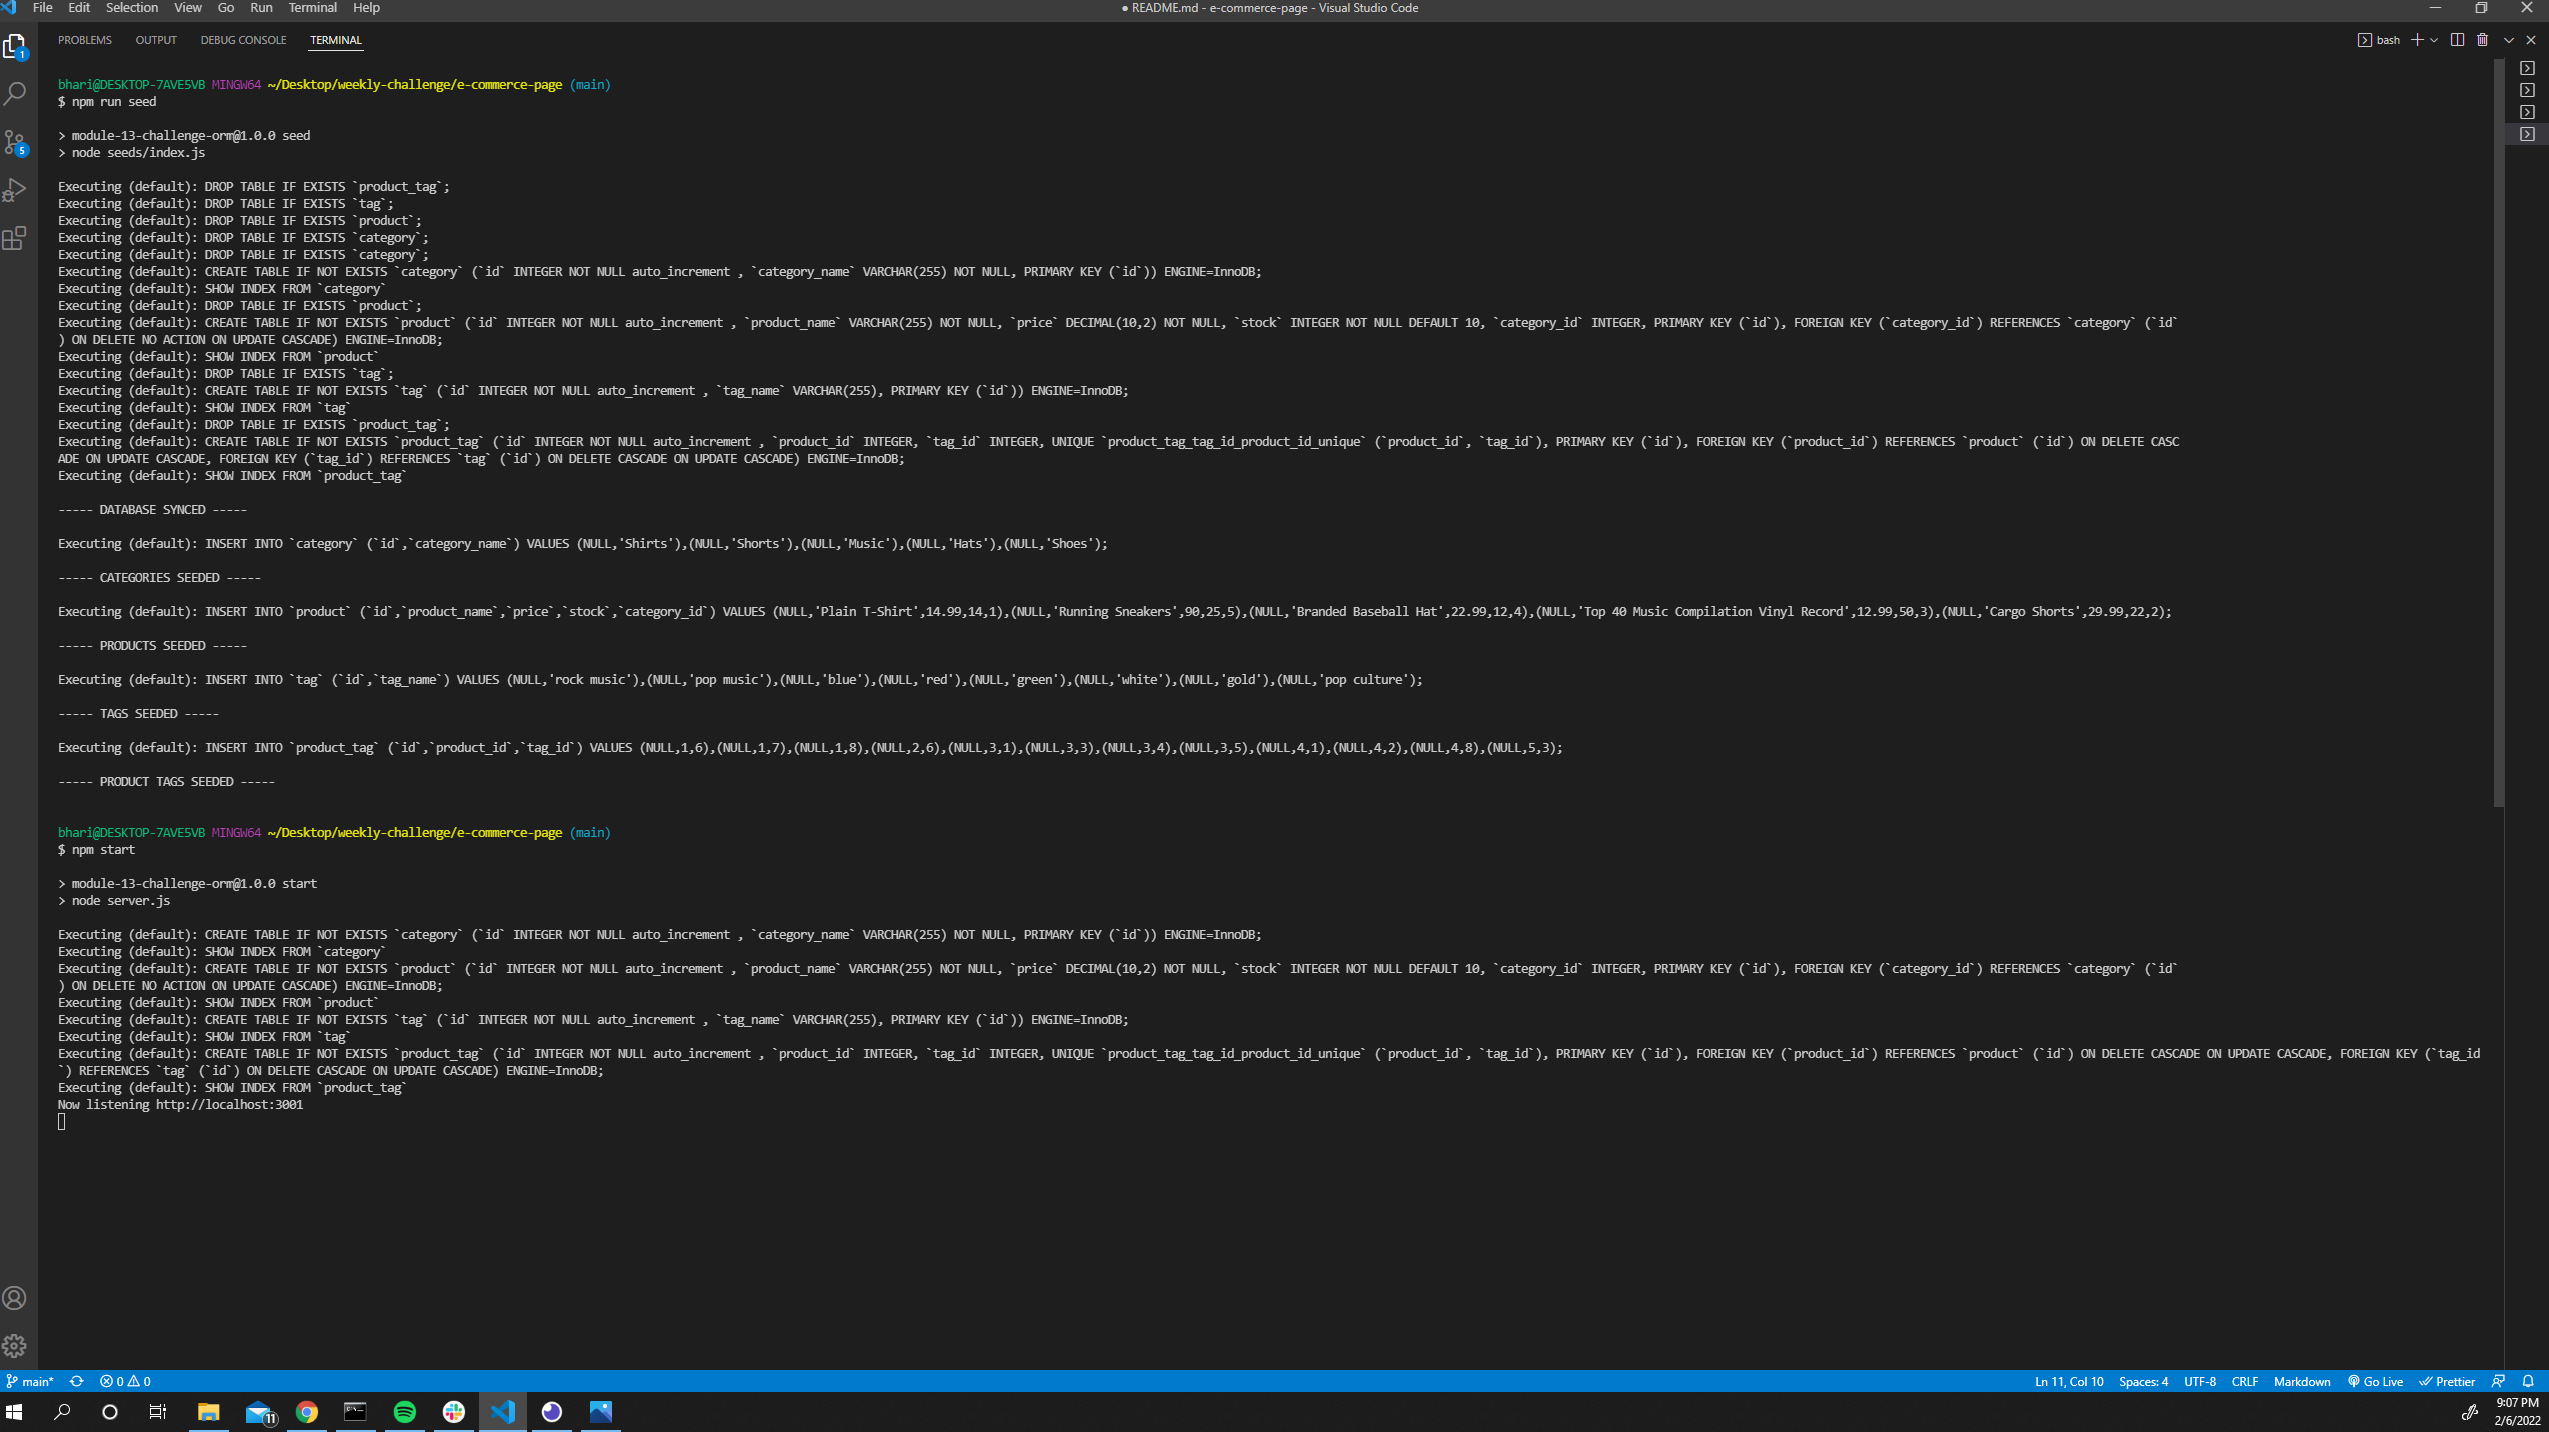 File Edit Selection View Go Run Terminal Help
● README.md - e-commerce-page - Visual Studio Code
PROBLEMS OUTPUT DEBUG CONSOLE TERMINAL
bash
1
5
bhari@DESKTOP-7AVE5VB MINGW64 ~/Desktop/weekly-challenge/e-commerce-page (main)
$ npm run seed
> module-13-challenge-orm@1.0.0 seed
> node seeds/index.js
Executing (default): DROP TABLE IF EXISTS `product_tag`;
Executing (default): DROP TABLE IF EXISTS `tag`;
Executing (default): DROP TABLE IF EXISTS `product`;
Executing (default): DROP TABLE IF EXISTS `category`;
Executing (default): DROP TABLE IF EXISTS `category`;
Executing (default): CREATE TABLE IF NOT EXISTS `category` (`id` INTEGER NOT NULL auto_increment , `category_name` VARCHAR(255) NOT NULL, PRIMARY KEY (`id`)) ENGINE=InnoDB;
Executing (default): SHOW INDEX FROM `category`
Executing (default): DROP TABLE IF EXISTS `product`;
Executing (default): CREATE TABLE IF NOT EXISTS `product` (`id` INTEGER NOT NULL auto_increment , `product_name` VARCHAR(255) NOT NULL, `price` DECIMAL(10,2) NOT NULL, `stock` INTEGER NOT NULL DEFAULT 10, `category_id` INTEGER, PRIMARY KEY (`id`), FOREIGN KEY (`category_id`) REFERENCES `category` (`id`
) ON DELETE NO ACTION ON UPDATE CASCADE) ENGINE=InnoDB;
Executing (default): SHOW INDEX FROM `product`
Executing (default): DROP TABLE IF EXISTS `tag`;
Executing (default): CREATE TABLE IF NOT EXISTS `tag` (`id` INTEGER NOT NULL auto_increment , `tag_name` VARCHAR(255), PRIMARY KEY (`id`)) ENGINE=InnoDB;
Executing (default): SHOW INDEX FROM `tag`
Executing (default): DROP TABLE IF EXISTS `product_tag`;
Executing (default): CREATE TABLE IF NOT EXISTS `product_tag` (`id` INTEGER NOT NULL auto_increment , `product_id` INTEGER, `tag_id` INTEGER, UNIQUE `product_tag_tag_id_product_id_unique` (`product_id`, `tag_id`), PRIMARY KEY (`id`), FOREIGN KEY (`product_id`) REFERENCES `product` (`id`) ON DELETE CASC
ADE ON UPDATE CASCADE, FOREIGN KEY (`tag_id`) REFERENCES `tag` (`id`) ON DELETE CASCADE ON UPDATE CASCADE) ENGINE=InnoDB;
Executing (default): SHOW INDEX FROM `product_tag`
----- DATABASE SYNCED -----
Executing (default): INSERT INTO `category` (`id`,`category_name`) VALUES (NULL,'Shirts'),(NULL,'Shorts'),(NULL,'Music'),(NULL,'Hats'),(NULL,'Shoes');
----- CATEGORIES SEEDED -----
Executing (default): INSERT INTO `product` (`id`,`product_name`,`price`,`stock`,`category_id`) VALUES (NULL,'Plain T-Shirt',14.99,14,1),(NULL,'Running Sneakers',90,25,5),(NULL,'Branded Baseball Hat',22.99,12,4),(NULL,'Top 40 Music Compilation Vinyl Record',12.99,50,3),(NULL,'Cargo Shorts',29.99,22,2);
----- PRODUCTS SEEDED -----
Executing (default): INSERT INTO `tag` (`id`,`tag_name`) VALUES (NULL,'rock music'),(NULL,'pop music'),(NULL,'blue'),(NULL,'red'),(NULL,'green'),(NULL,'white'),(NULL,'gold'),(NULL,'pop culture');
----- TAGS SEEDED -----
Executing (default): INSERT INTO `product_tag` (`id`,`product_id`,`tag_id`) VALUES (NULL,1,6),(NULL,1,7),(NULL,1,8),(NULL,2,6),(NULL,3,1),(NULL,3,3),(NULL,3,4),(NULL,3,5),(NULL,4,1),(NULL,4,2),(NULL,4,8),(NULL,5,3);
----- PRODUCT TAGS SEEDED -----
bhari@DESKTOP-7AVE5VB MINGW64 ~/Desktop/weekly-challenge/e-commerce-page (main)
$ npm start
> module-13-challenge-orm@1.0.0 start
> node server.js
Executing (default): CREATE TABLE IF NOT EXISTS `category` (`id` INTEGER NOT NULL auto_increment , `category_name` VARCHAR(255) NOT NULL, PRIMARY KEY (`id`)) ENGINE=InnoDB;
Executing (default): SHOW INDEX FROM `category`
Executing (default): CREATE TABLE IF NOT EXISTS `product` (`id` INTEGER NOT NULL auto_increment , `product_name` VARCHAR(255) NOT NULL, `price` DECIMAL(10,2) NOT NULL, `stock` INTEGER NOT NULL DEFAULT 10, `category_id` INTEGER, PRIMARY KEY (`id`), FOREIGN KEY (`category_id`) REFERENCES `category` (`id`
) ON DELETE NO ACTION ON UPDATE CASCADE) ENGINE=InnoDB;
Executing (default): SHOW INDEX FROM `product`
Executing (default): CREATE TABLE IF NOT EXISTS `tag` (`id` INTEGER NOT NULL auto_increment , `tag_name` VARCHAR(255), PRIMARY KEY (`id`)) ENGINE=InnoDB;
Executing (default): SHOW INDEX FROM `tag`
Executing (default): CREATE TABLE IF NOT EXISTS `product_tag` (`id` INTEGER NOT NULL auto_increment , `product_id` INTEGER, `tag_id` INTEGER, UNIQUE `product_tag_tag_id_product_id_unique` (`product_id`, `tag_id`), PRIMARY KEY (`id`), FOREIGN KEY (`product_id`) REFERENCES `product` (`id`) ON DELETE CASCADE ON UPDATE CASCADE, FOREIGN KEY (`tag_id
`) REFERENCES `tag` (`id`) ON DELETE CASCADE ON UPDATE CASCADE) ENGINE=InnoDB;
Executing (default): SHOW INDEX FROM `product_tag`
Now listening http://localhost:3001
main* 0 0
Ln 11, Col 10 Spaces: 4 UTF-8 CRLF Markdown Go Live Prettier
11
9:07 PM
2/6/2022